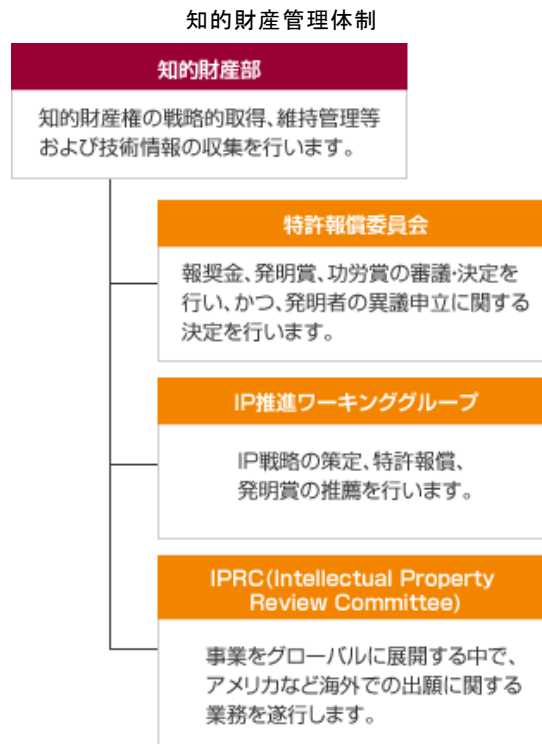 知的財産管理体制
知的財産部
知的財産権の戦略的取得、維持管理等
および技術情報の収集を行います。
特許報償委員会
報奨金、発明賞、功労賞の審議・決定を
行い、かつ、発明者の異議申立に関する
決定を行います。
IP推進ワーキンググループ
IP戦略の策定、特許報償、
発明賞の推薦を行います。
IPRC(Intellectual Property
Review Committee)
事業をグローバルに展開する中で、
アメリカなど海外での出願に関する
業務を遂行します。